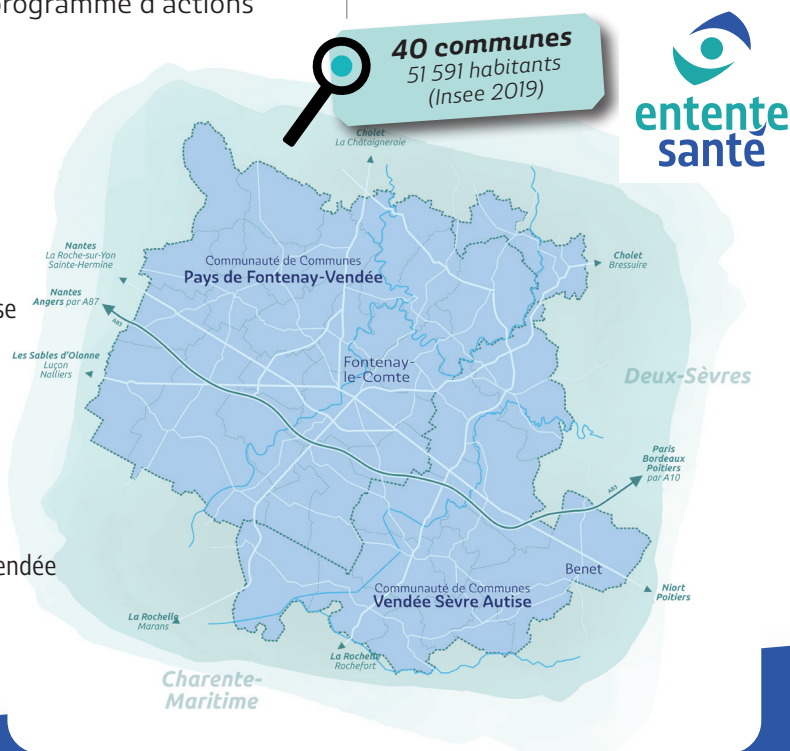 programme d'actions
40 communes
51 591 habitants
(Insee 2019)
entente
santé
Cholet
La Châtaigneraie
Nantes
La Roche-sur-Yon
Sainte-Hermine
Communauté de Communes
Pays de Fontenay-Vendée
Cholet
Bressuire
Nantes
Angers par A87
A83
se
Les Sables d'Olonne
Luçon
Nalliers
Fontenay-
le-Comte
Deux-Sèvres
Paris
Bordeaux
Poitiers
par A10
A83
endée
Benet
Communauté de Communes
Vendée Sèvre Autise
Niort
Poitiers
La Rochelle
Marans
La Rochelle
Rochefort
Charente-
Maritime